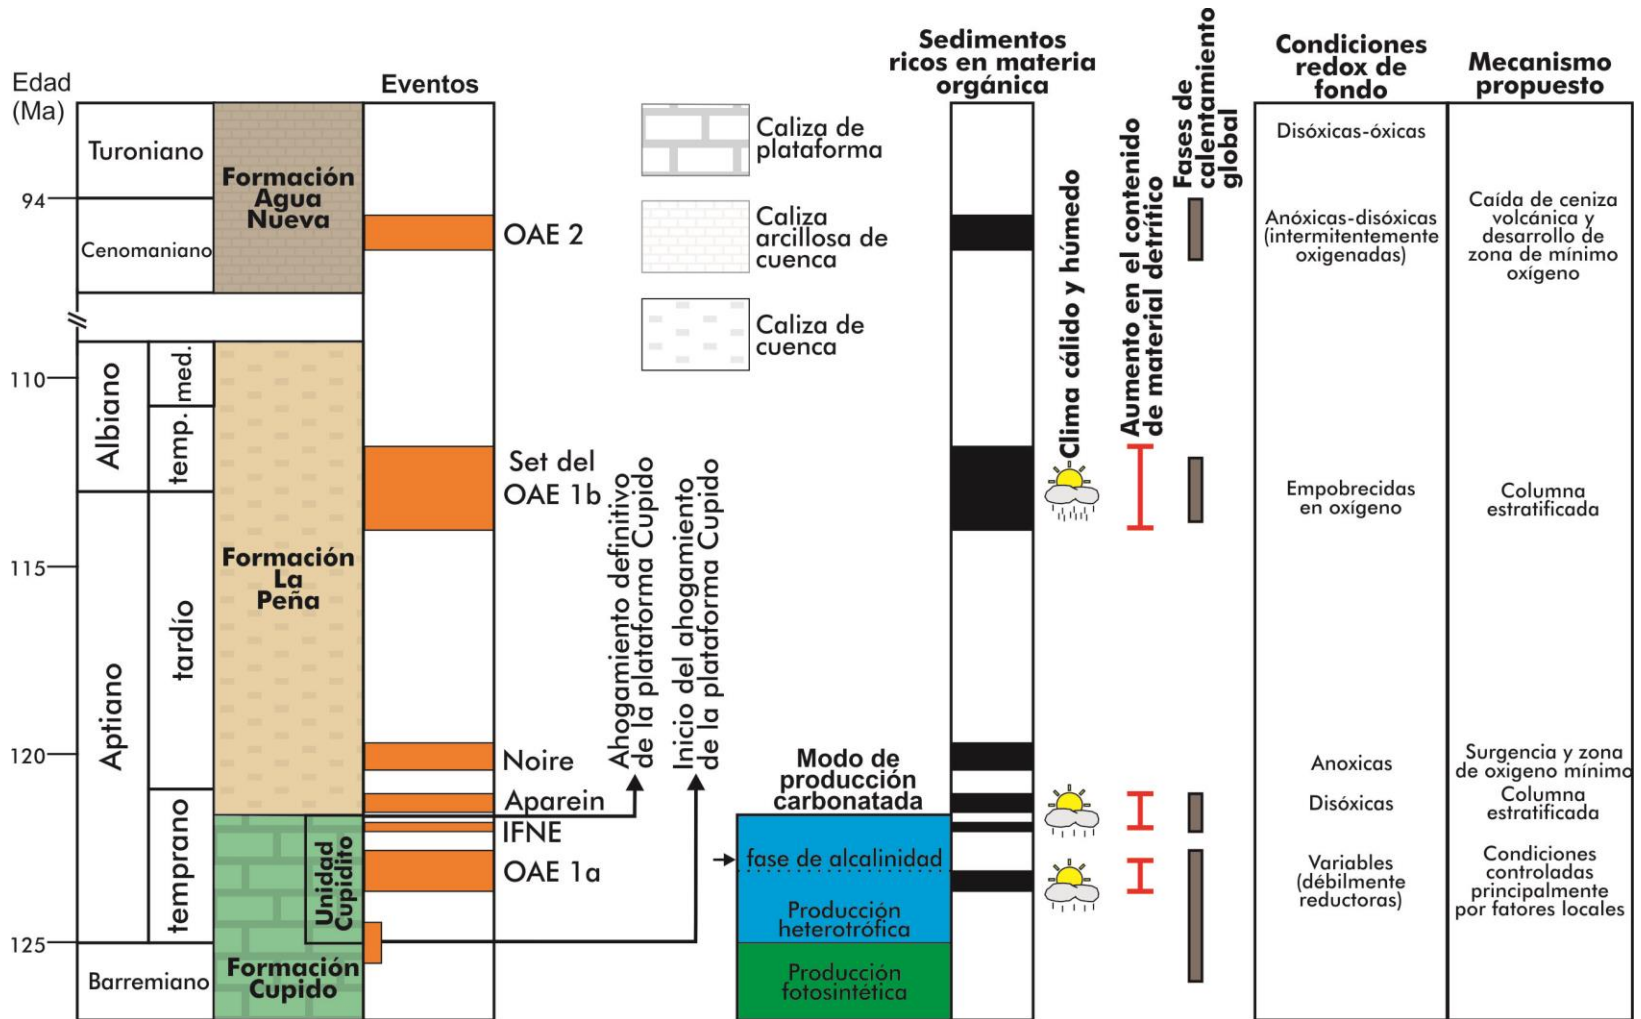 Edad
(Ma)
Eventos
Sedimentos
ricos en materia
orgánica
Clima cálido y húmedo
Aumento en el contenido
de material detrítico
Fases de
calentamiento
global
Condiciones
redox de
fondo
Mecanismo
propuesto
94
110
115
120
125
Turoniano
Cenomaniano
Albiano
med.
temp.
Aptiano
tardío
temprano
Barremiano
Formación
Agua
Nueva
Formación
La
Peña
Unidad
Cupidito
Formación
Cupido
OAE 2
Set del
OAE 1b
Noire
Aparein
IFNE
OAE 1a
Ahogamiento definitivo
de la plataforma Cupido
Inicio del ahogamiento
de la plataforma Cupido
Caliza de
plataforma
Caliza
arcillosa de
cuenca
Caliza de
cuenca
Modo de
producción
carbonatada
fase de alcalinidad
Producción
heterotrófica
Producción
fotosintética
Disóxicas-óxicas
Anóxicas-disóxicas
(intermitentemente
oxigenadas)
Empobrecidas
en oxígeno
Anoxicas
Disóxicas
Variables
(débilmente
reductoras)
Caída de ceniza
volcánica y
desarrollo de
zona de mínimo
oxígeno
Columna
estratificada
Surgencia y zona
de oxigeno mínimo
Columna
estratificada
Condiciones
controladas
principalmente
por fatores locales